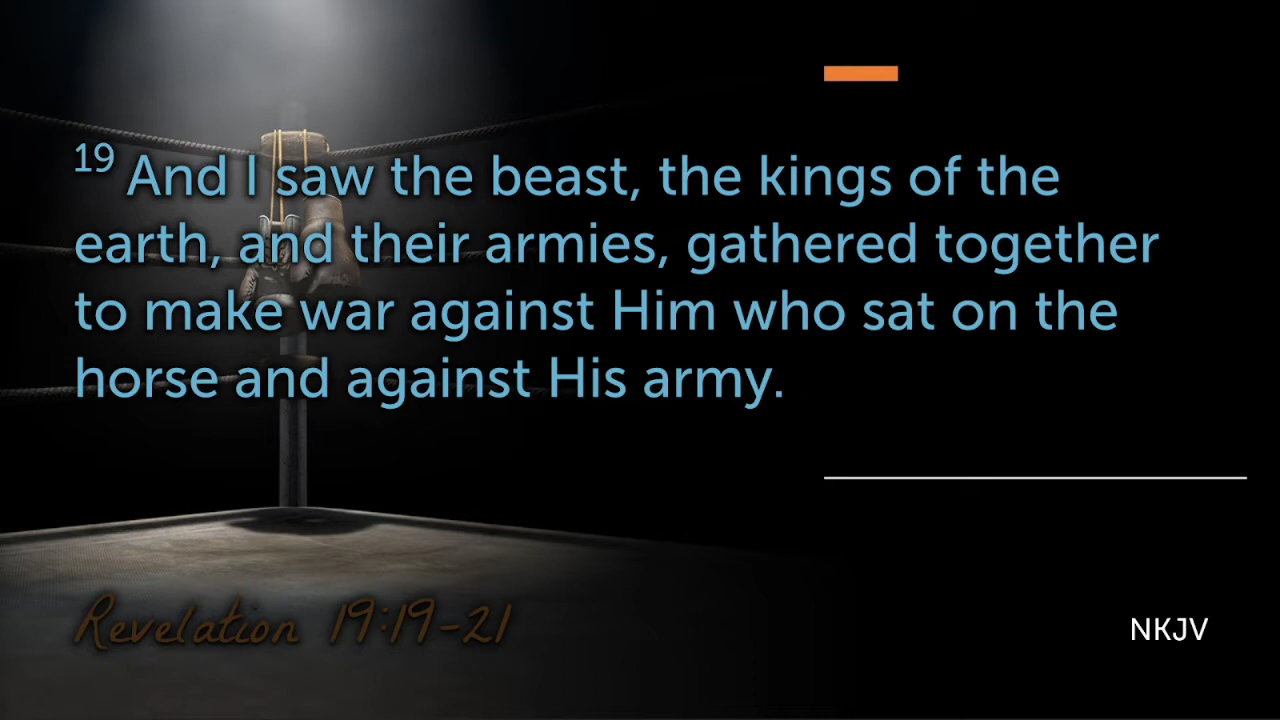 19 And I saw the beast, the kings of the
earth, and their armies, gathered together
to make war against Him who sat on the
horse and against His army.
Revelation 19:19-21
NKJV